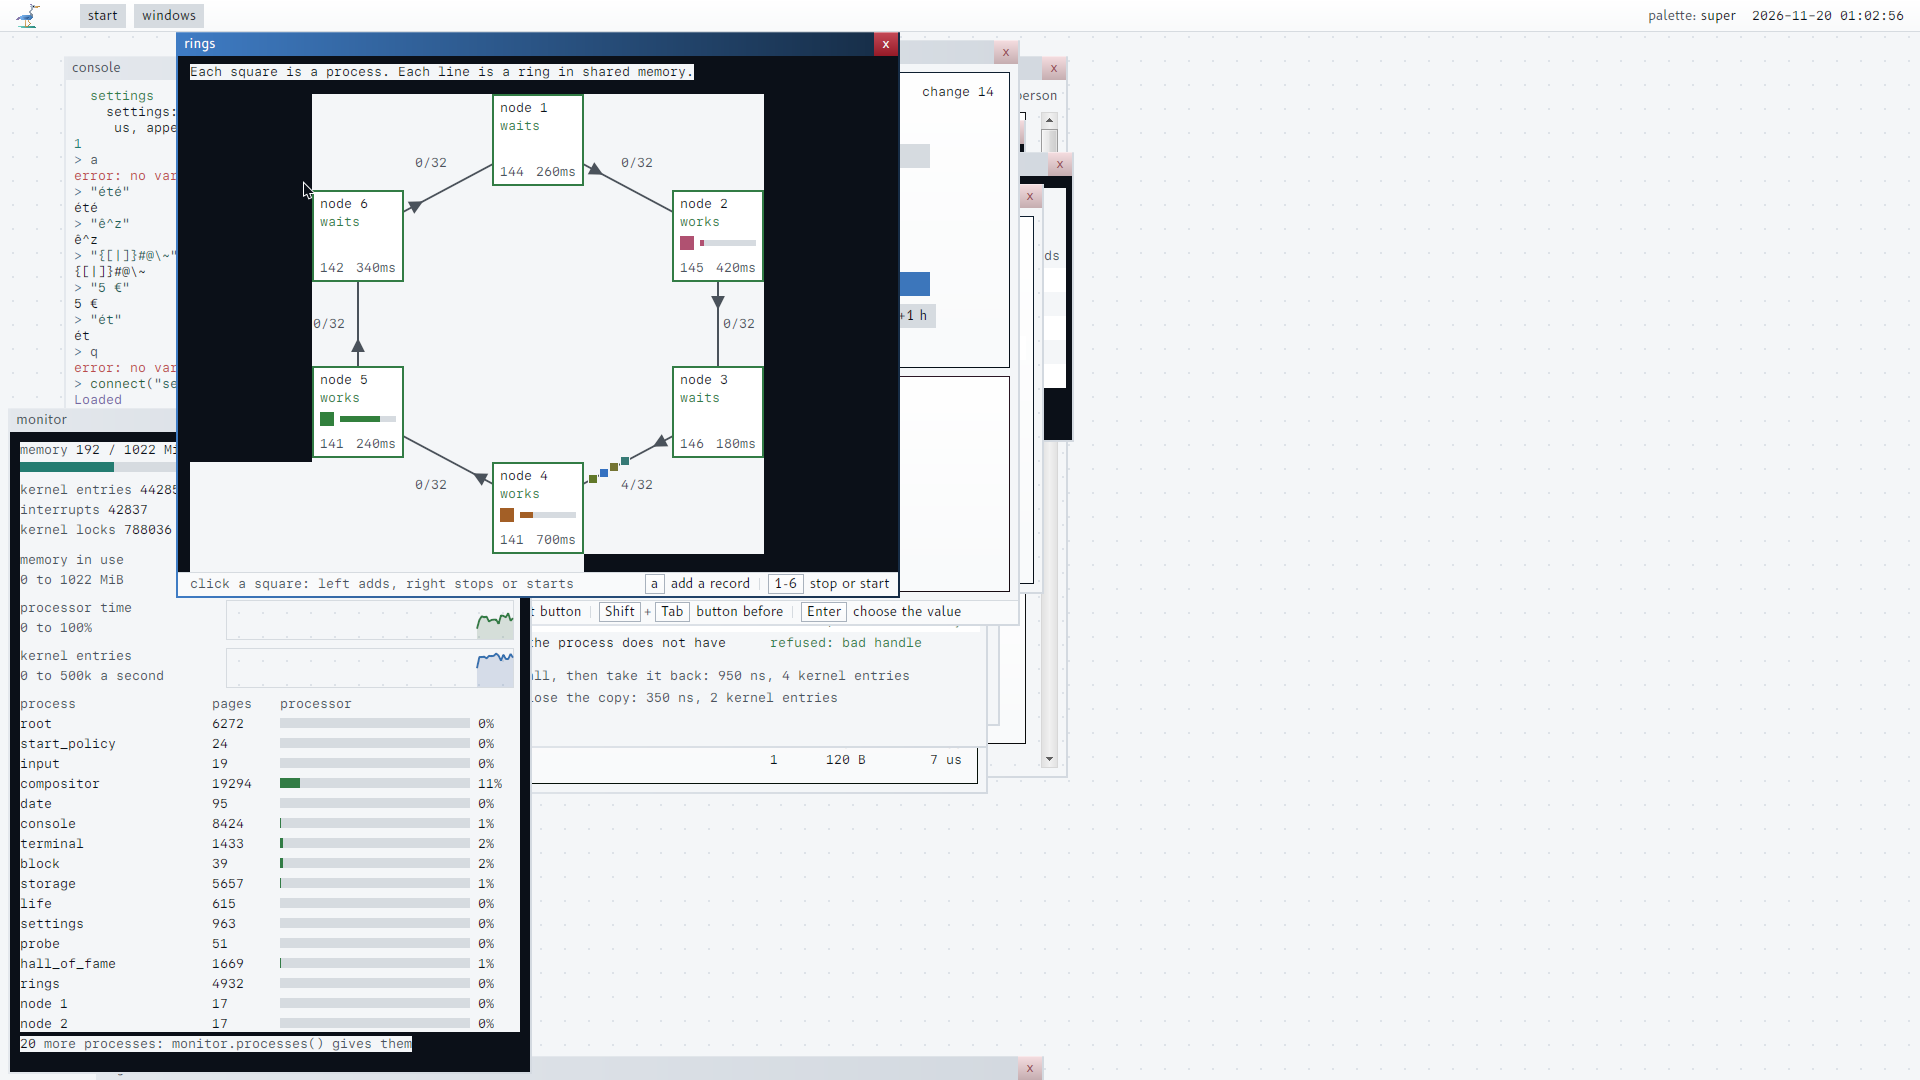 start windows palette: super 2026-11-20 01:02:56
rings x
Each square is a process. Each line is a ring in shared memory.
node 1
waits
144 260ms
0/32
0/32
node 6
waits
142 340ms
node 2
works
145 420ms
0/32
0/32
node 5
works
141 240ms
node 3
waits
146 180ms
0/32
4/32
node 4
works
141 700ms
click a square: left adds, right stops or starts a add a record 1-6 stop or start
console
settings
settings:
us, appe
1
> a
error: no var
> "été"
été
> "ê^z"
ê^z
> "{[|]}#@\~"
{[|]}#@\~
> "5 €"
5 €
> "ét"
ét
> q
error: no var
> connect("se
Loaded
monitor
memory 192 / 1022 Mi
kernel entries 44285
interrupts 42837
kernel locks 788036
memory in use
0 to 1022 MiB
processor time
0 to 100%
kernel entries
0 to 500k a second
process pages processor
root 6272 0%
start_policy 24 0%
input 19 0%
compositor 19294 11%
date 95 0%
console 8424 1%
terminal 1433 2%
block 39 2%
storage 5657 1%
life 615 0%
settings 963 0%
probe 51 0%
hall_of_fame 1669 1%
rings 4932 0%
node 1 17 0%
node 2 17 0%
20 more processes: monitor.processes() gives them
x
change 14
+1 h
t button Shift + Tab button before Enter choose the value
x
erson
x
ds
x
the process does not have refused: bad handle
all, then take it back: 950 ns, 4 kernel entries
lose the copy: 350 ns, 2 kernel entries
1 120 B 7 us
x